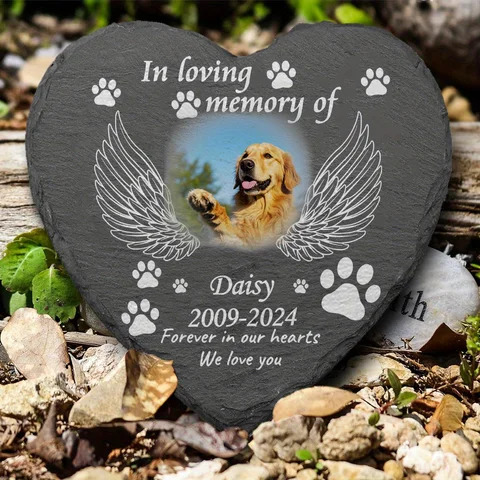 In loving
memory of
Daisy
2009-2024
Forever in our hearts
We love you